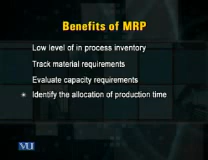 Benefits of MRP
Low level of in process inventory
Track material requirements
Evaluate capacity requirements
Identify the allocation of production time
VU